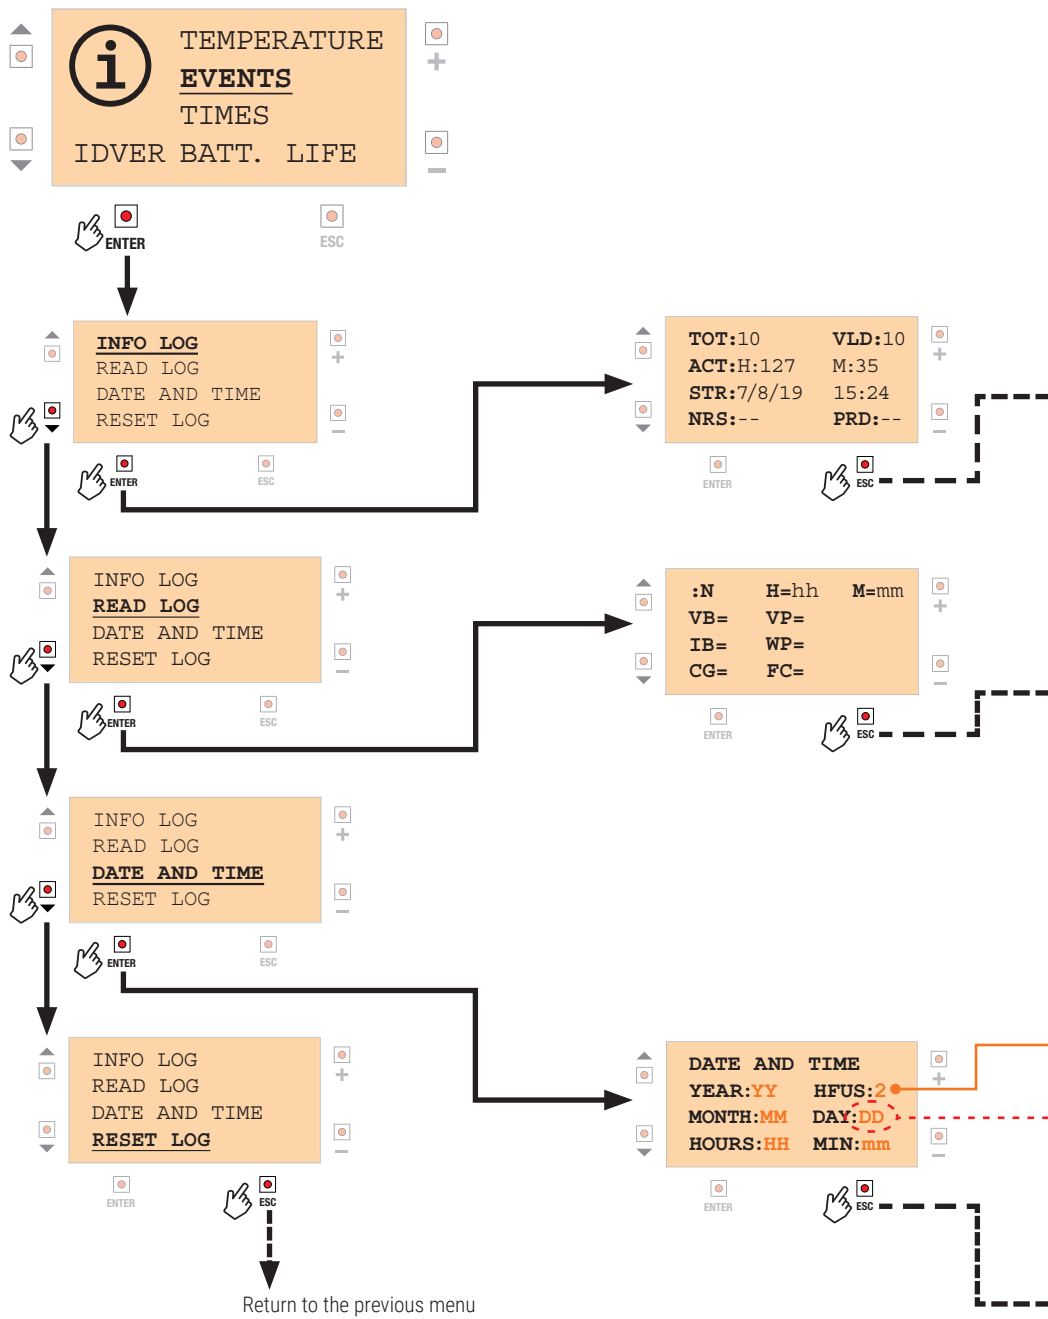 TEMPERATURE
EVENTS
TIMES
IDVER BATT. LIFE
ENTER
ESC
INFO LOG
READ LOG
DATE AND TIME
RESET LOG
ENTER
ESC
TOT:10 VLD:10
ACT:H:127 M:35
STR:7/8/19 15:24
NRS:-- PRD:--
ENTER
ESC
INFO LOG
READ LOG
DATE AND TIME
RESET LOG
ENTER
ESC
:N H=hh M=mm
VB= VP=
IB= WP=
CG= FC=
ENTER
ESC
INFO LOG
READ LOG
DATE AND TIME
RESET LOG
ENTER
ESC
INFO LOG
READ LOG
DATE AND TIME
RESET LOG
ENTER
ESC
DATE AND TIME
YEAR:YY HFUS:2
MONTH:MM DAY:DD
HOURS:HH MIN:mm
ENTER
ESC
Return to the previous menu